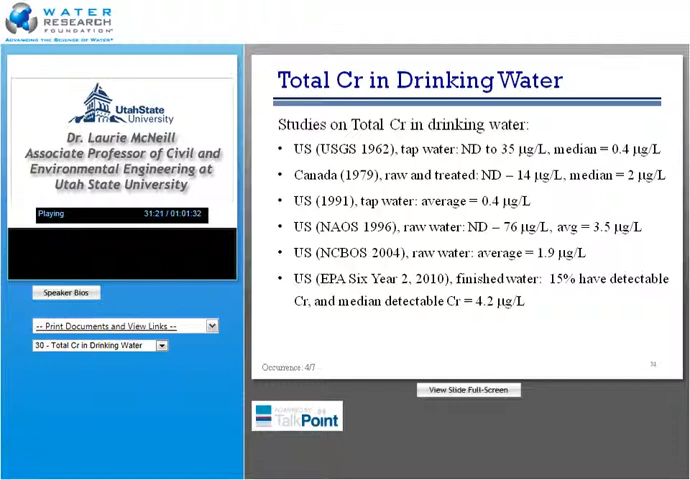 WATER
RESEARCH
FOUNDATION
ADVANCING THE SCIENCE OF WATER
UtahState
University
Dr. Laurie McNeill
Associate Professor of Civil and
Environmental Engineering at
Utah State University
Playing 31:21 / 01:01:32
Speaker Bios
-- Print Documents and View Links --
30 - Total Cr in Drinking Water
Total Cr in Drinking Water
Studies on Total Cr in drinking water:
• US (USGS 1962), tap water: ND to 35 µg/L, median = 0.4 µg/L
• Canada (1979), raw and treated: ND – 14 µg/L, median = 2 µg/L
• US (1991), tap water: average = 0.4 µg/L
• US (NAOS 1996), raw water: ND – 76 µg/L, avg = 3.5 µg/L
• US (NCBOS 2004), raw water: average = 1.9 µg/L
• US (EPA Six Year 2, 2010), finished water: 15% have detectable
Cr, and median detectable Cr = 4.2 µg/L
Occurrence: 4/7
View Slide Full-Screen
TalkPoint